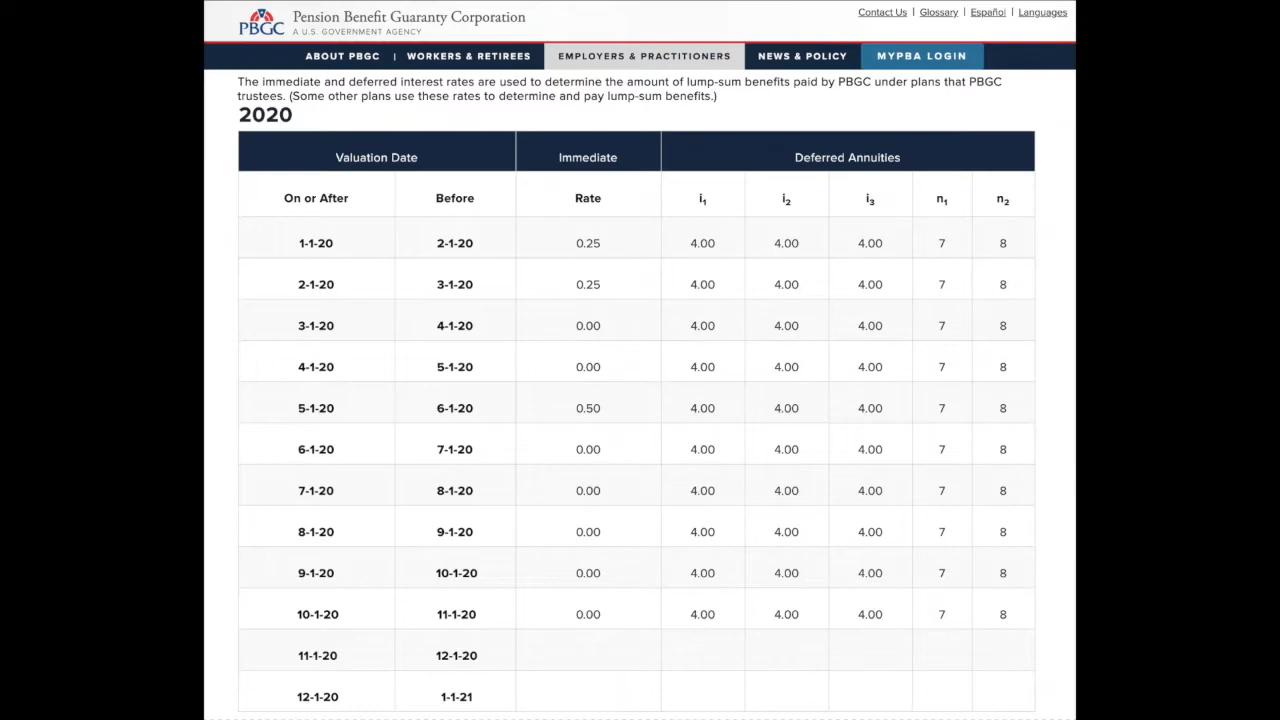 Pension Benefit Guaranty Corporation
PBGC A U.S. GOVERNMENT AGENCY
Contact Us | Glossary | Español | Languages
ABOUT PBGC | WORKERS & RETIREES EMPLOYERS & PRACTITIONERS NEWS & POLICY MYPBA LOGIN
The immediate and deferred interest rates are used to determine the amount of lump-sum benefits paid by PBGC under plans that PBGC
trustees. (Some other plans use these rates to determine and pay lump-sum benefits.)
2020
Valuation Date Immediate Deferred Annuities
On or After Before Rate i1 i2 i3 n1 n2
1-1-20 2-1-20 0.25 4.00 4.00 4.00 7 8
2-1-20 3-1-20 0.25 4.00 4.00 4.00 7 8
3-1-20 4-1-20 0.00 4.00 4.00 4.00 7 8
4-1-20 5-1-20 0.00 4.00 4.00 4.00 7 8
5-1-20 6-1-20 0.50 4.00 4.00 4.00 7 8
6-1-20 7-1-20 0.00 4.00 4.00 4.00 7 8
7-1-20 8-1-20 0.00 4.00 4.00 4.00 7 8
8-1-20 9-1-20 0.00 4.00 4.00 4.00 7 8
9-1-20 10-1-20 0.00 4.00 4.00 4.00 7 8
10-1-20 11-1-20 0.00 4.00 4.00 4.00 7 8
11-1-20 12-1-20
12-1-20 1-1-21